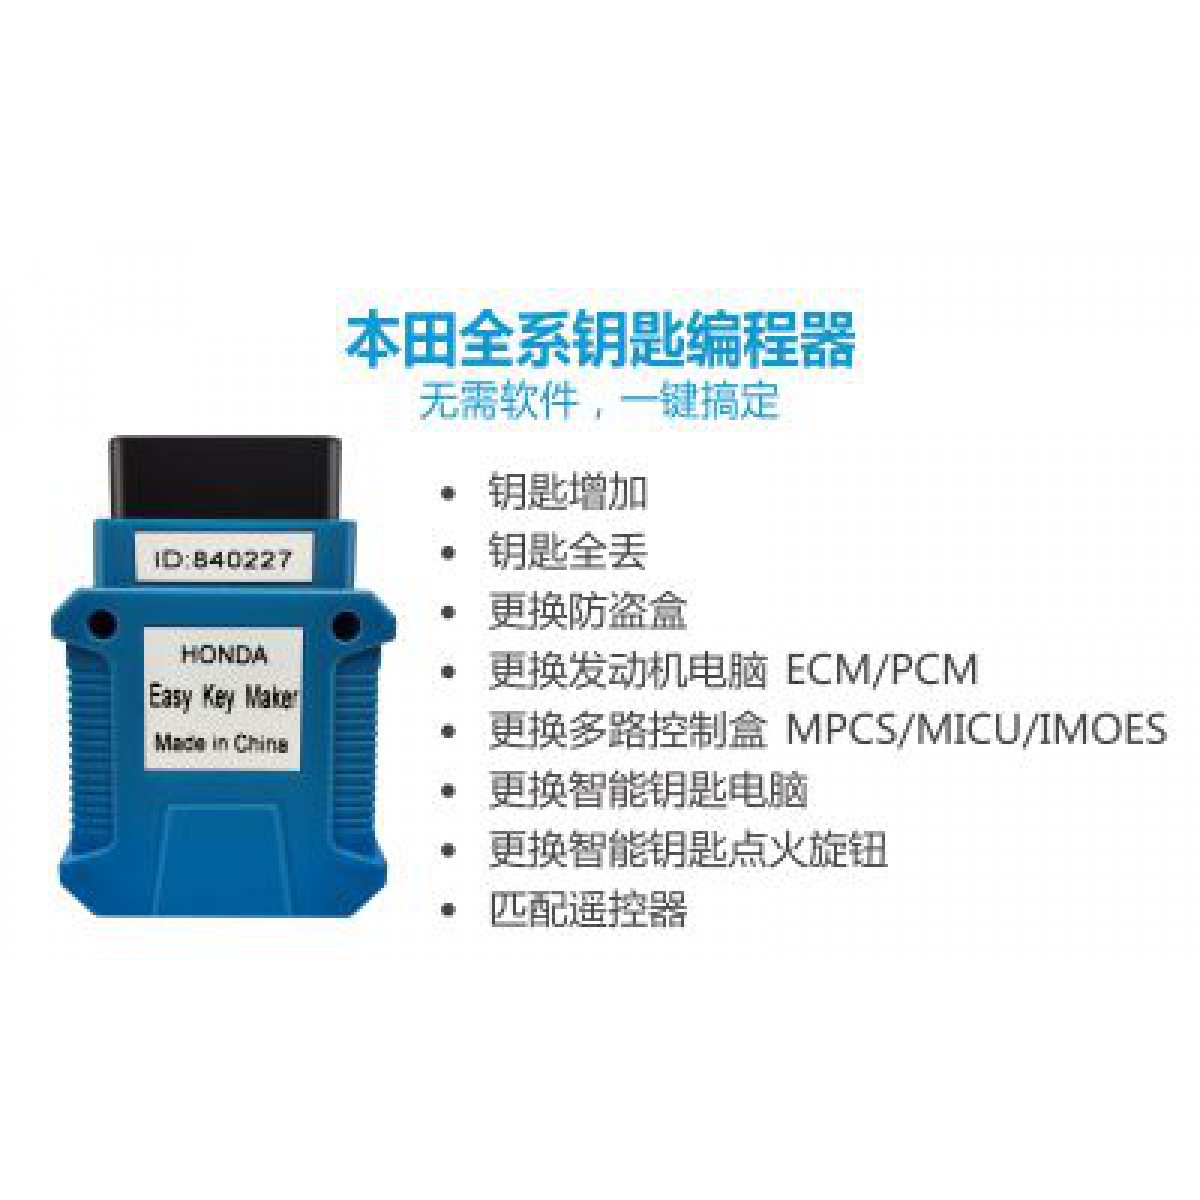 本田全系钥匙编程器
无需软件，一键搞定
ID:840227
HONDA
Easy Key Maker
Made in China
• 钥匙增加
• 钥匙全丢
• 更换防盗盒
• 更换发动机电脑 ECM/PCM
• 更换多路控制盒 MPCS/MICU/IMOES
• 更换智能钥匙电脑
• 更换智能钥匙点火旋钮
• 匹配遥控器